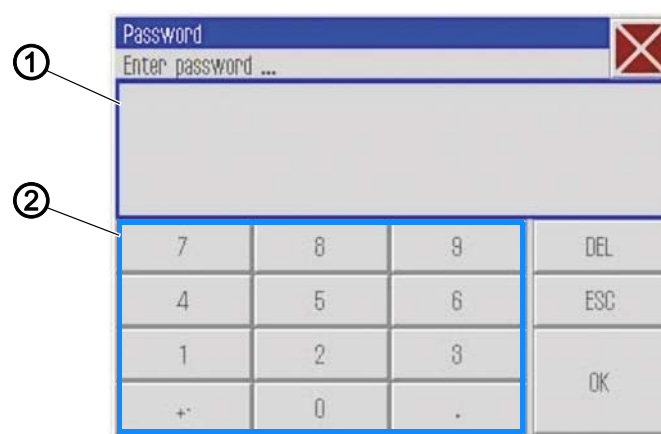 Password
Enter password ...
1
2
7 8 9 DEL
4 5 6 ESC
1 2 3
OK
+- 0 .